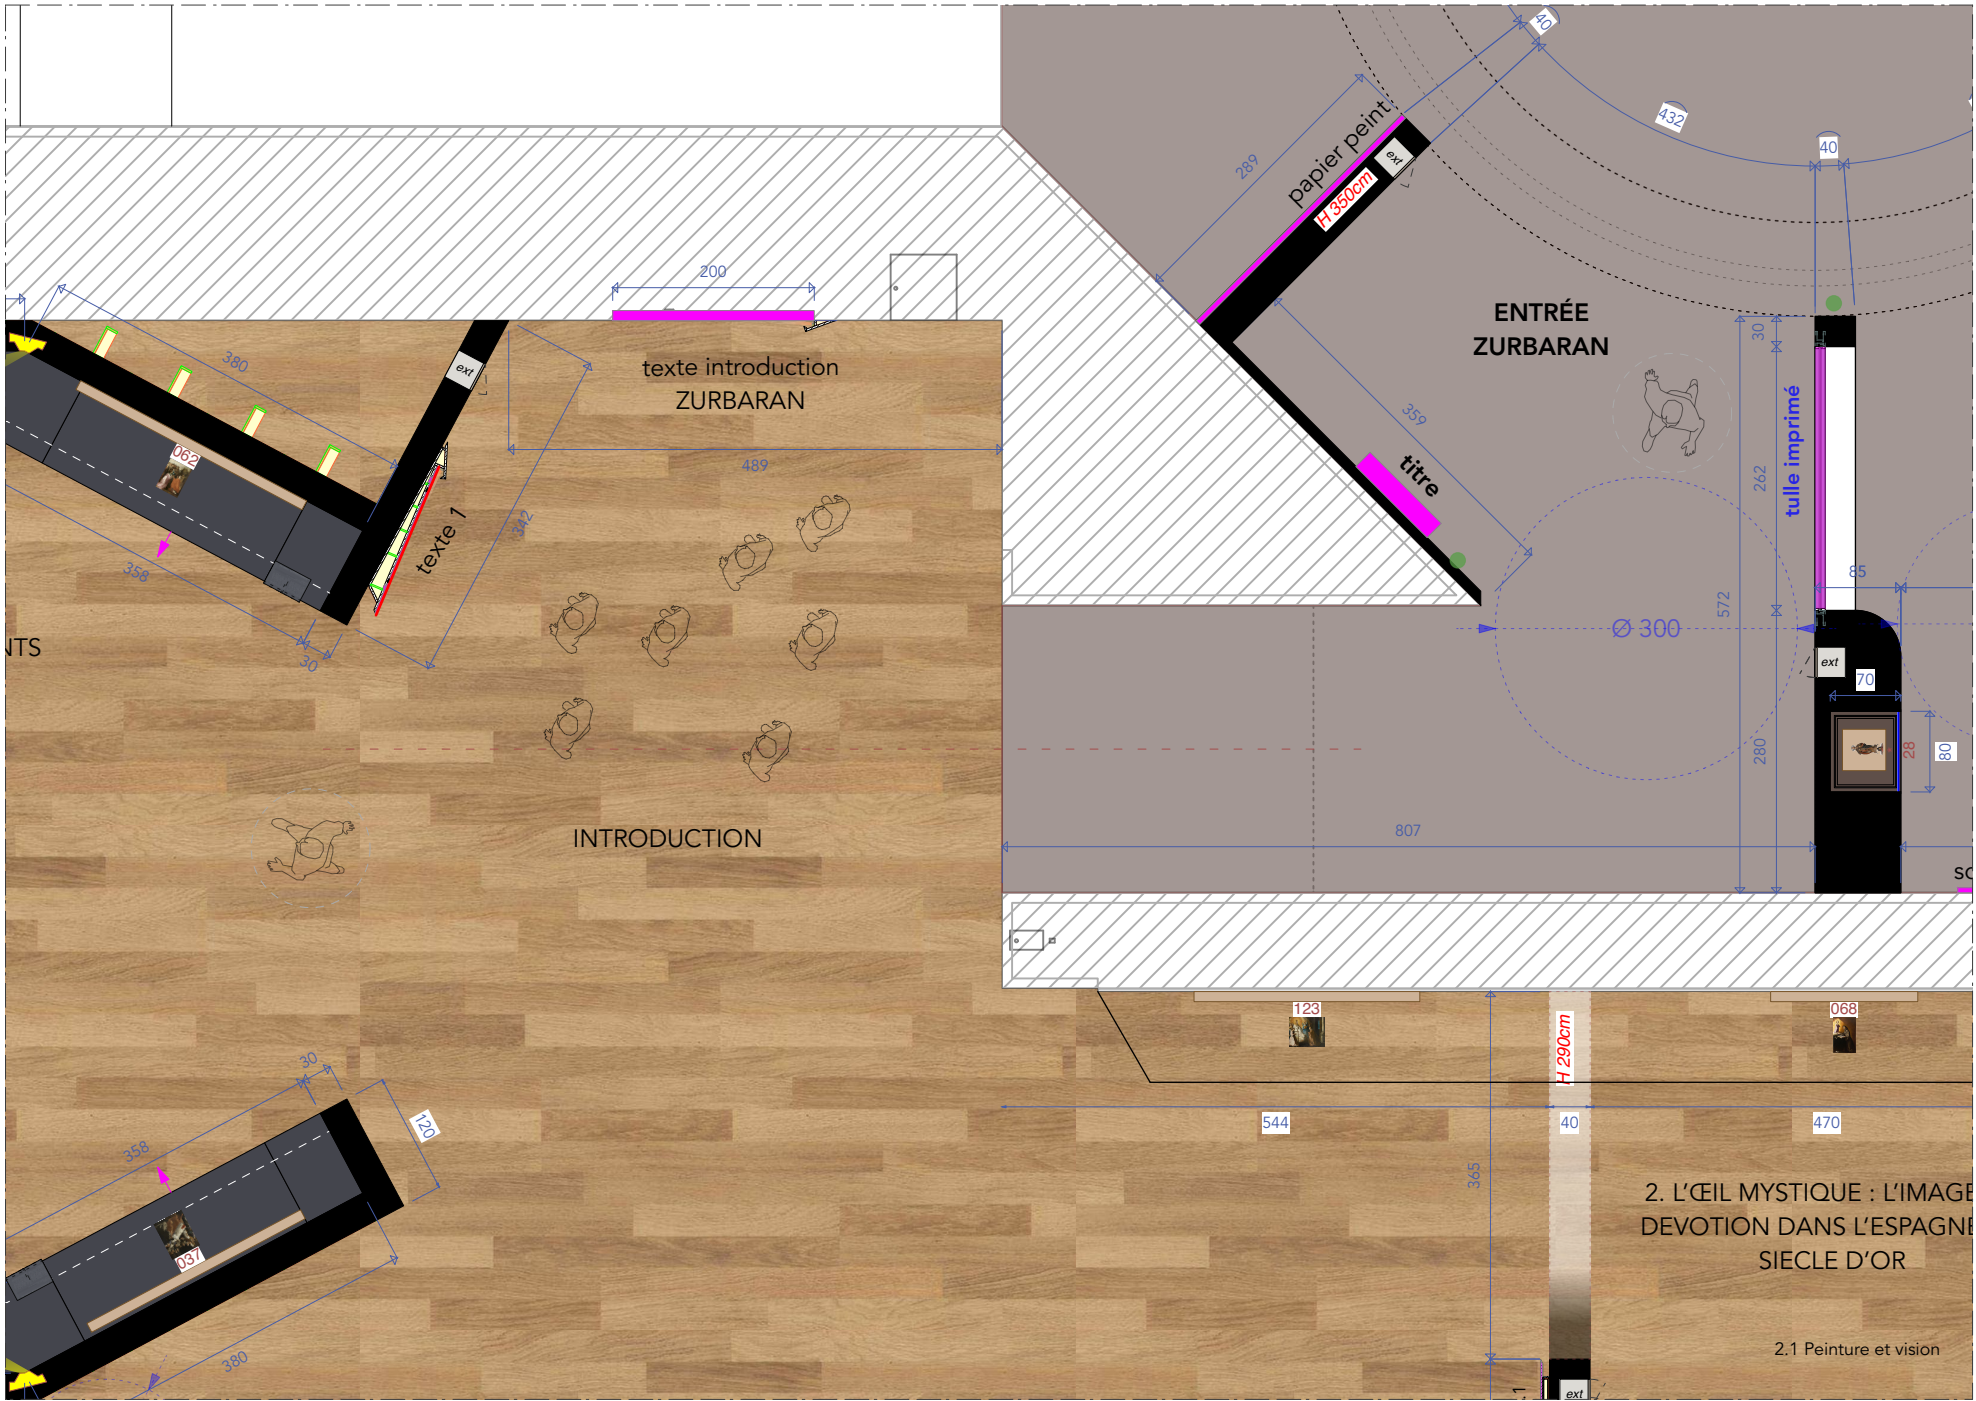 40
432
40
papier peint
289
H 350cm
ext
200
ENTRÉE
ZURBARAN
30
380
ext
texte introduction
ZURBARAN
062
359
tulle imprimé
262
489
titre
342
texte 1
358
85
572
Ø 300
30
NTS
ext
70
28
80
280
INTRODUCTION
807
123
068
H 290cm
30
120
544
40
470
358
365
2. L'ŒIL MYSTIQUE : L'IMAGE
DEVOTION DANS L'ESPAGNE
SIECLE D'OR
037
2.1 Peinture et vision
380
ext